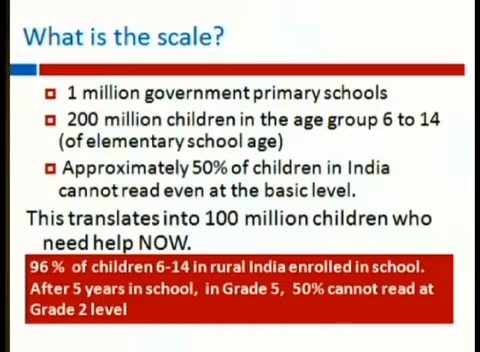 What is the scale?
1 million government primary schools
200 million children in the age group 6 to 14
(of elementary school age)
Approximately 50% of children in India
cannot read even at the basic level.
This translates into 100 million children who
need help NOW.
96 % of children 6-14 in rural India enrolled in school.
After 5 years in school, in Grade 5, 50% cannot read at
Grade 2 level